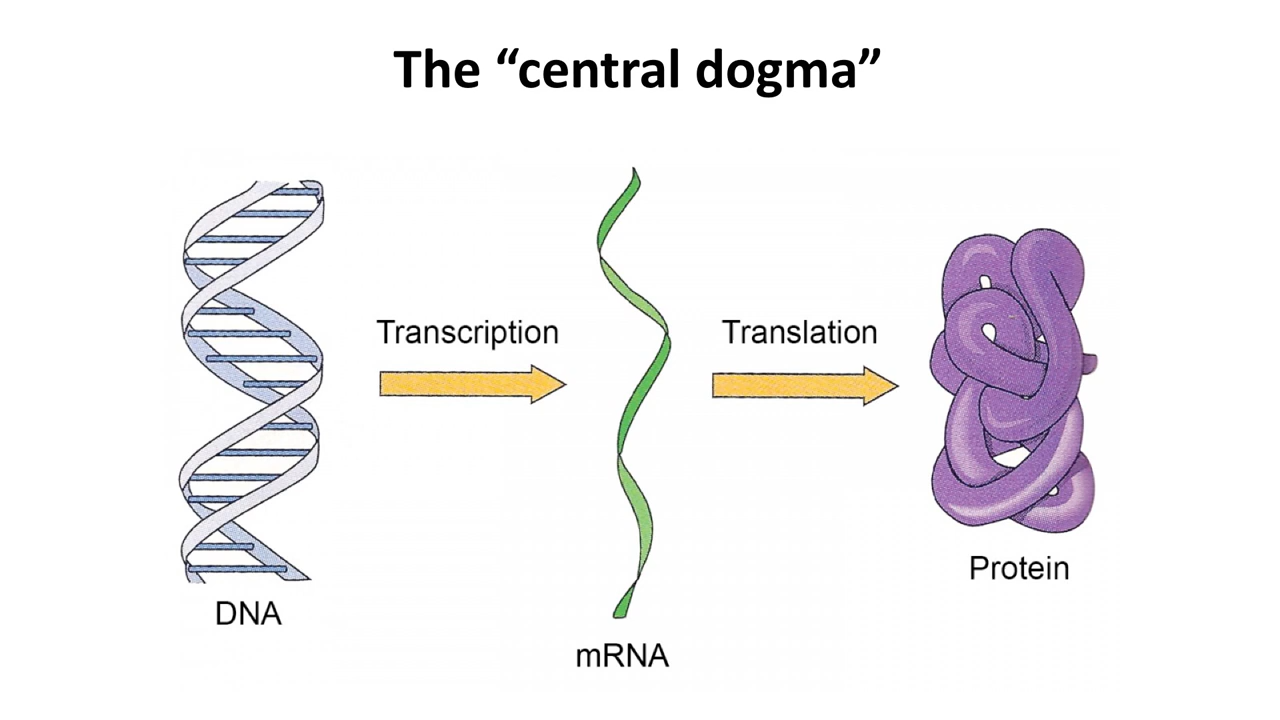 The “central dogma”
Transcription
Translation
DNA
mRNA
Protein